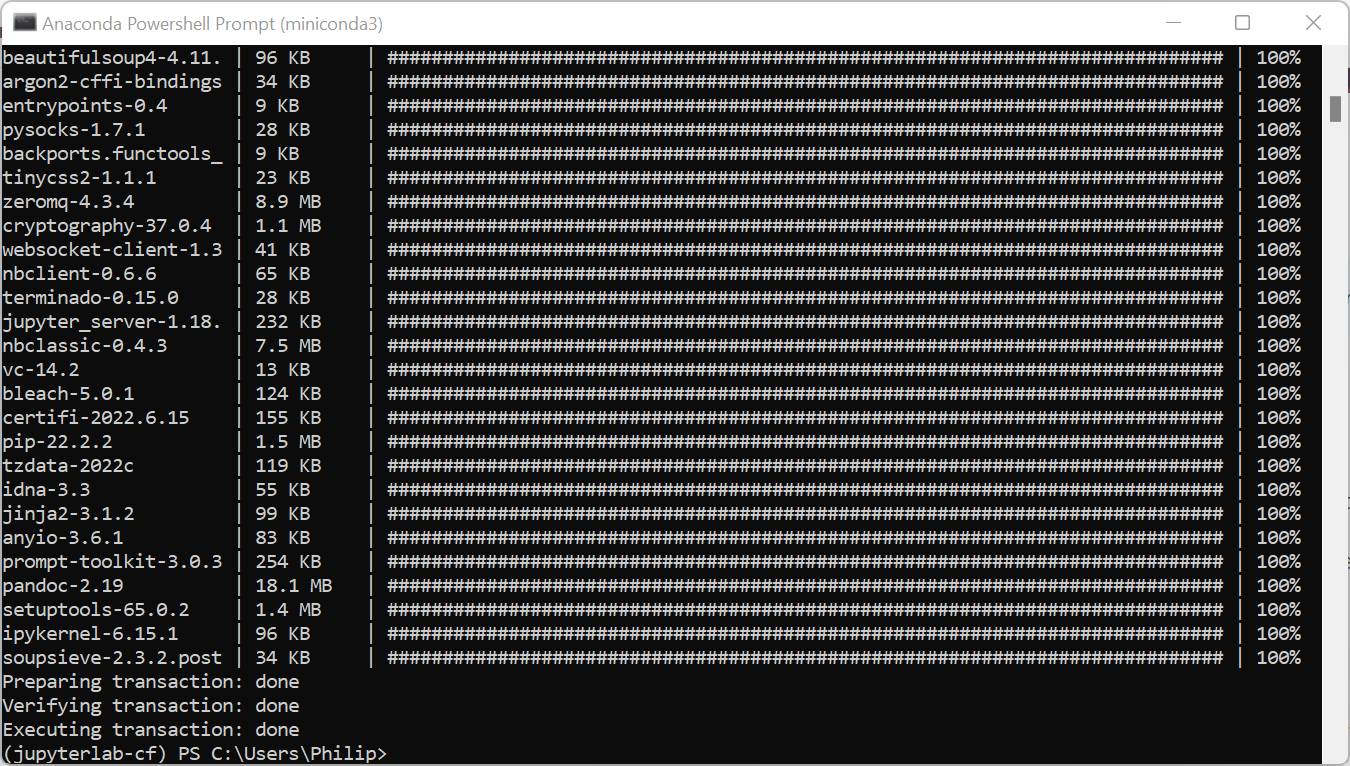 Anaconda Powershell Prompt (miniconda3)
beautifulsoup4-4.11. | 96 KB | ############################################################################ | 100%
argon2-cffi-bindings | 34 KB | ############################################################################ | 100%
entrypoints-0.4 | 9 KB | ############################################################################ | 100%
pysocks-1.7.1 | 28 KB | ############################################################################ | 100%
backports.functools_ | 9 KB | ############################################################################ | 100%
tinycss2-1.1.1 | 23 KB | ############################################################################ | 100%
zeromq-4.3.4 | 8.9 MB | ############################################################################ | 100%
cryptography-37.0.4 | 1.1 MB | ############################################################################ | 100%
websocket-client-1.3 | 41 KB | ############################################################################ | 100%
nbclient-0.6.6 | 65 KB | ############################################################################ | 100%
terminado-0.15.0 | 28 KB | ############################################################################ | 100%
jupyter_server-1.18. | 232 KB | ############################################################################ | 100%
nbclassic-0.4.3 | 7.5 MB | ############################################################################ | 100%
vc-14.2 | 13 KB | ############################################################################ | 100%
bleach-5.0.1 | 124 KB | ############################################################################ | 100%
certifi-2022.6.15 | 155 KB | ############################################################################ | 100%
pip-22.2.2 | 1.5 MB | ############################################################################ | 100%
tzdata-2022c | 119 KB | ############################################################################ | 100%
idna-3.3 | 55 KB | ############################################################################ | 100%
jinja2-3.1.2 | 99 KB | ############################################################################ | 100%
anyio-3.6.1 | 83 KB | ############################################################################ | 100%
prompt-toolkit-3.0.3 | 254 KB | ############################################################################ | 100%
pandoc-2.19 | 18.1 MB | ############################################################################ | 100%
setuptools-65.0.2 | 1.4 MB | ############################################################################ | 100%
ipykernel-6.15.1 | 96 KB | ############################################################################ | 100%
soupsieve-2.3.2.post | 34 KB | ############################################################################ | 100%
Preparing transaction: done
Verifying transaction: done
Executing transaction: done
(jupyterlab-cf) PS C:\Users\Philip>